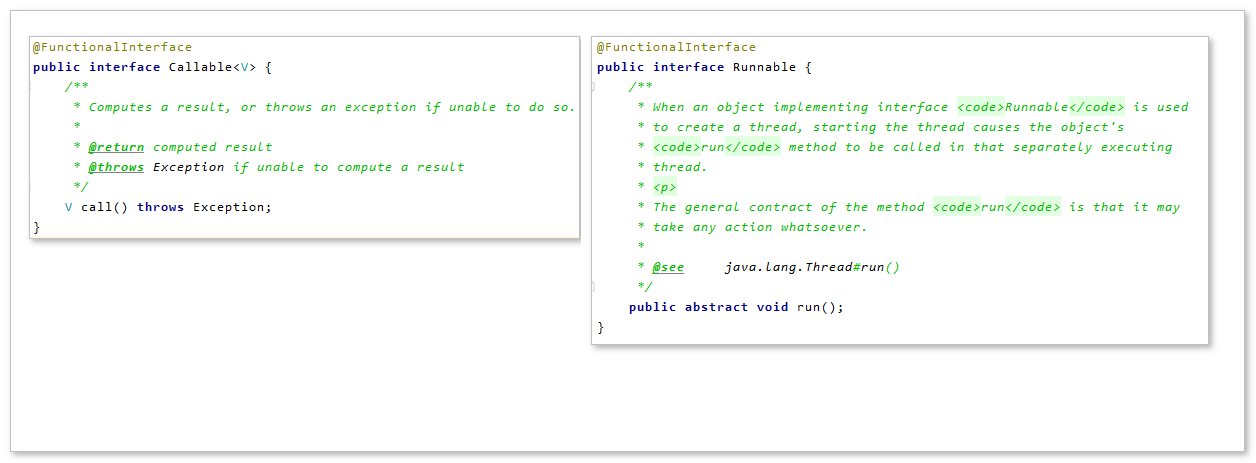 @FunctionalInterface
public interface Callable<V> {
    /**
     * Computes a result, or throws an exception if unable to do so.
     *
     * @return computed result
     * @throws Exception if unable to compute a result
     */
    V call() throws Exception;
}
@FunctionalInterface
public interface Runnable {
    /**
     * When an object implementing interface <code>Runnable</code> is used
     * to create a thread, starting the thread causes the object's
     * <code>run</code> method to be called in that separately executing
     * thread.
     * <p>
     * The general contract of the method <code>run</code> is that it may
     * take any action whatsoever.
     *
     * @see     java.lang.Thread#run()
     */
    public abstract void run();
}